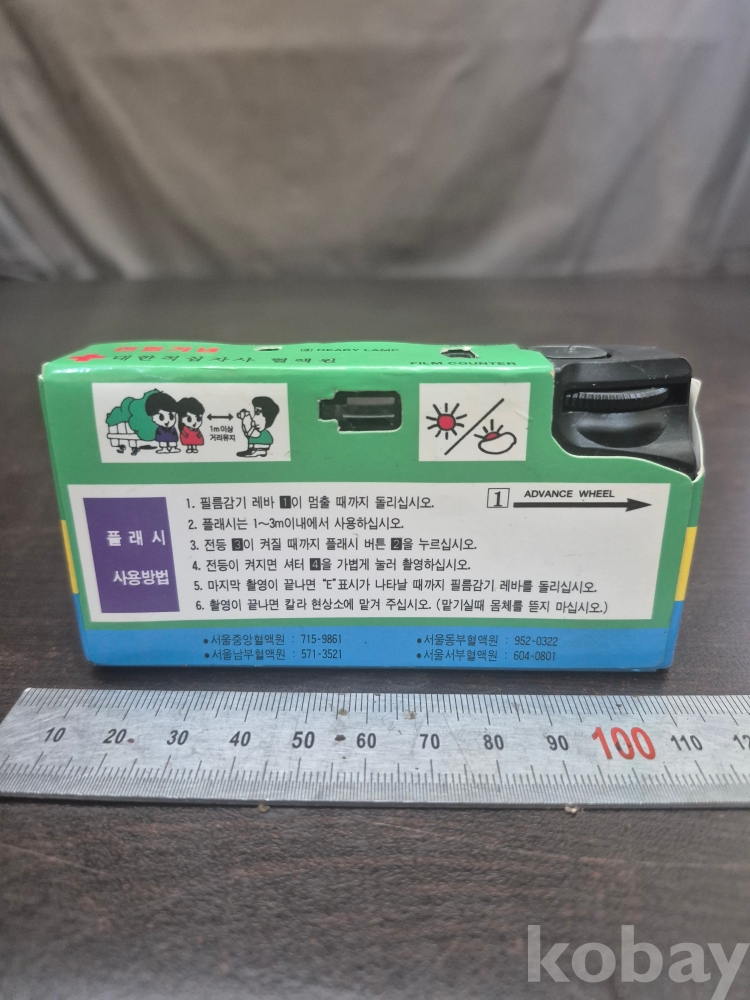 헌혈기념
대한적십자사 혈액원
③ READY LAMP
FILM COUNTER
1m이상
거리유지
플래시
사용방법
1. 필름감기 레바 1이 멈출 때까지 돌리십시오.
2. 플래시는 1~3m이내에서 사용하십시오.
3. 전등 3이 켜질 때까지 플래시 버튼 2을 누르십시오.
4. 전등이 켜지면 셔터 4을 가볍게 눌러 촬영하십시오.
5. 마지막 촬영이 끝나면 "E"표시가 나타날 때까지 필름감기 레바를 돌리십시오.
6. 촬영이 끝나면 칼라 현상소에 맡겨 주십시오. (맡기실때 몸체를 뜯지 마십시오.)
1 ADVANCE WHEEL
•서울중앙혈액원 : 715-9861 •서울동부혈액원 : 952-0322
•서울남부혈액원 : 571-3521 •서울서부혈액원 : 604-0801
10 20 30 40 50 60 70 80 90 100 110
kobay